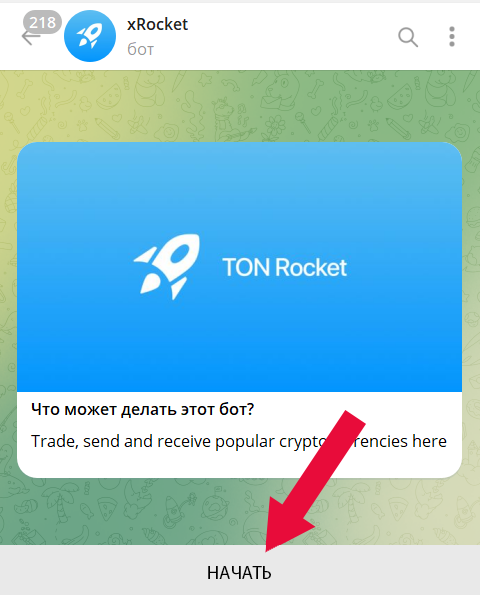 218
xRocket
бот
TON Rocket
Что может делать этот бот?
Trade, send and receive popular crypto rencies here
НАЧАТЬ